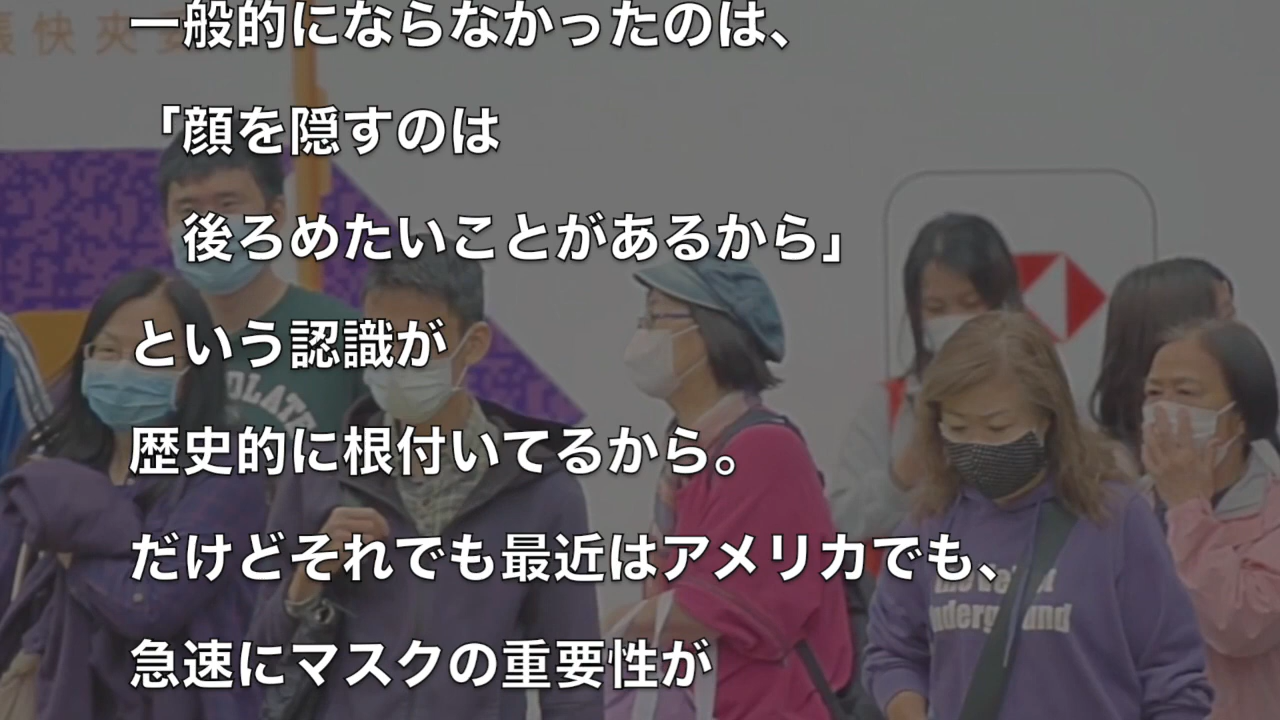 一般的にならなかったのは、
「顔を隠すのは
後ろめたいことがあるから」
という認識が
歴史的に根付いてるから。
だけどそれでも最近はアメリカでも、
急速にマスクの重要性が